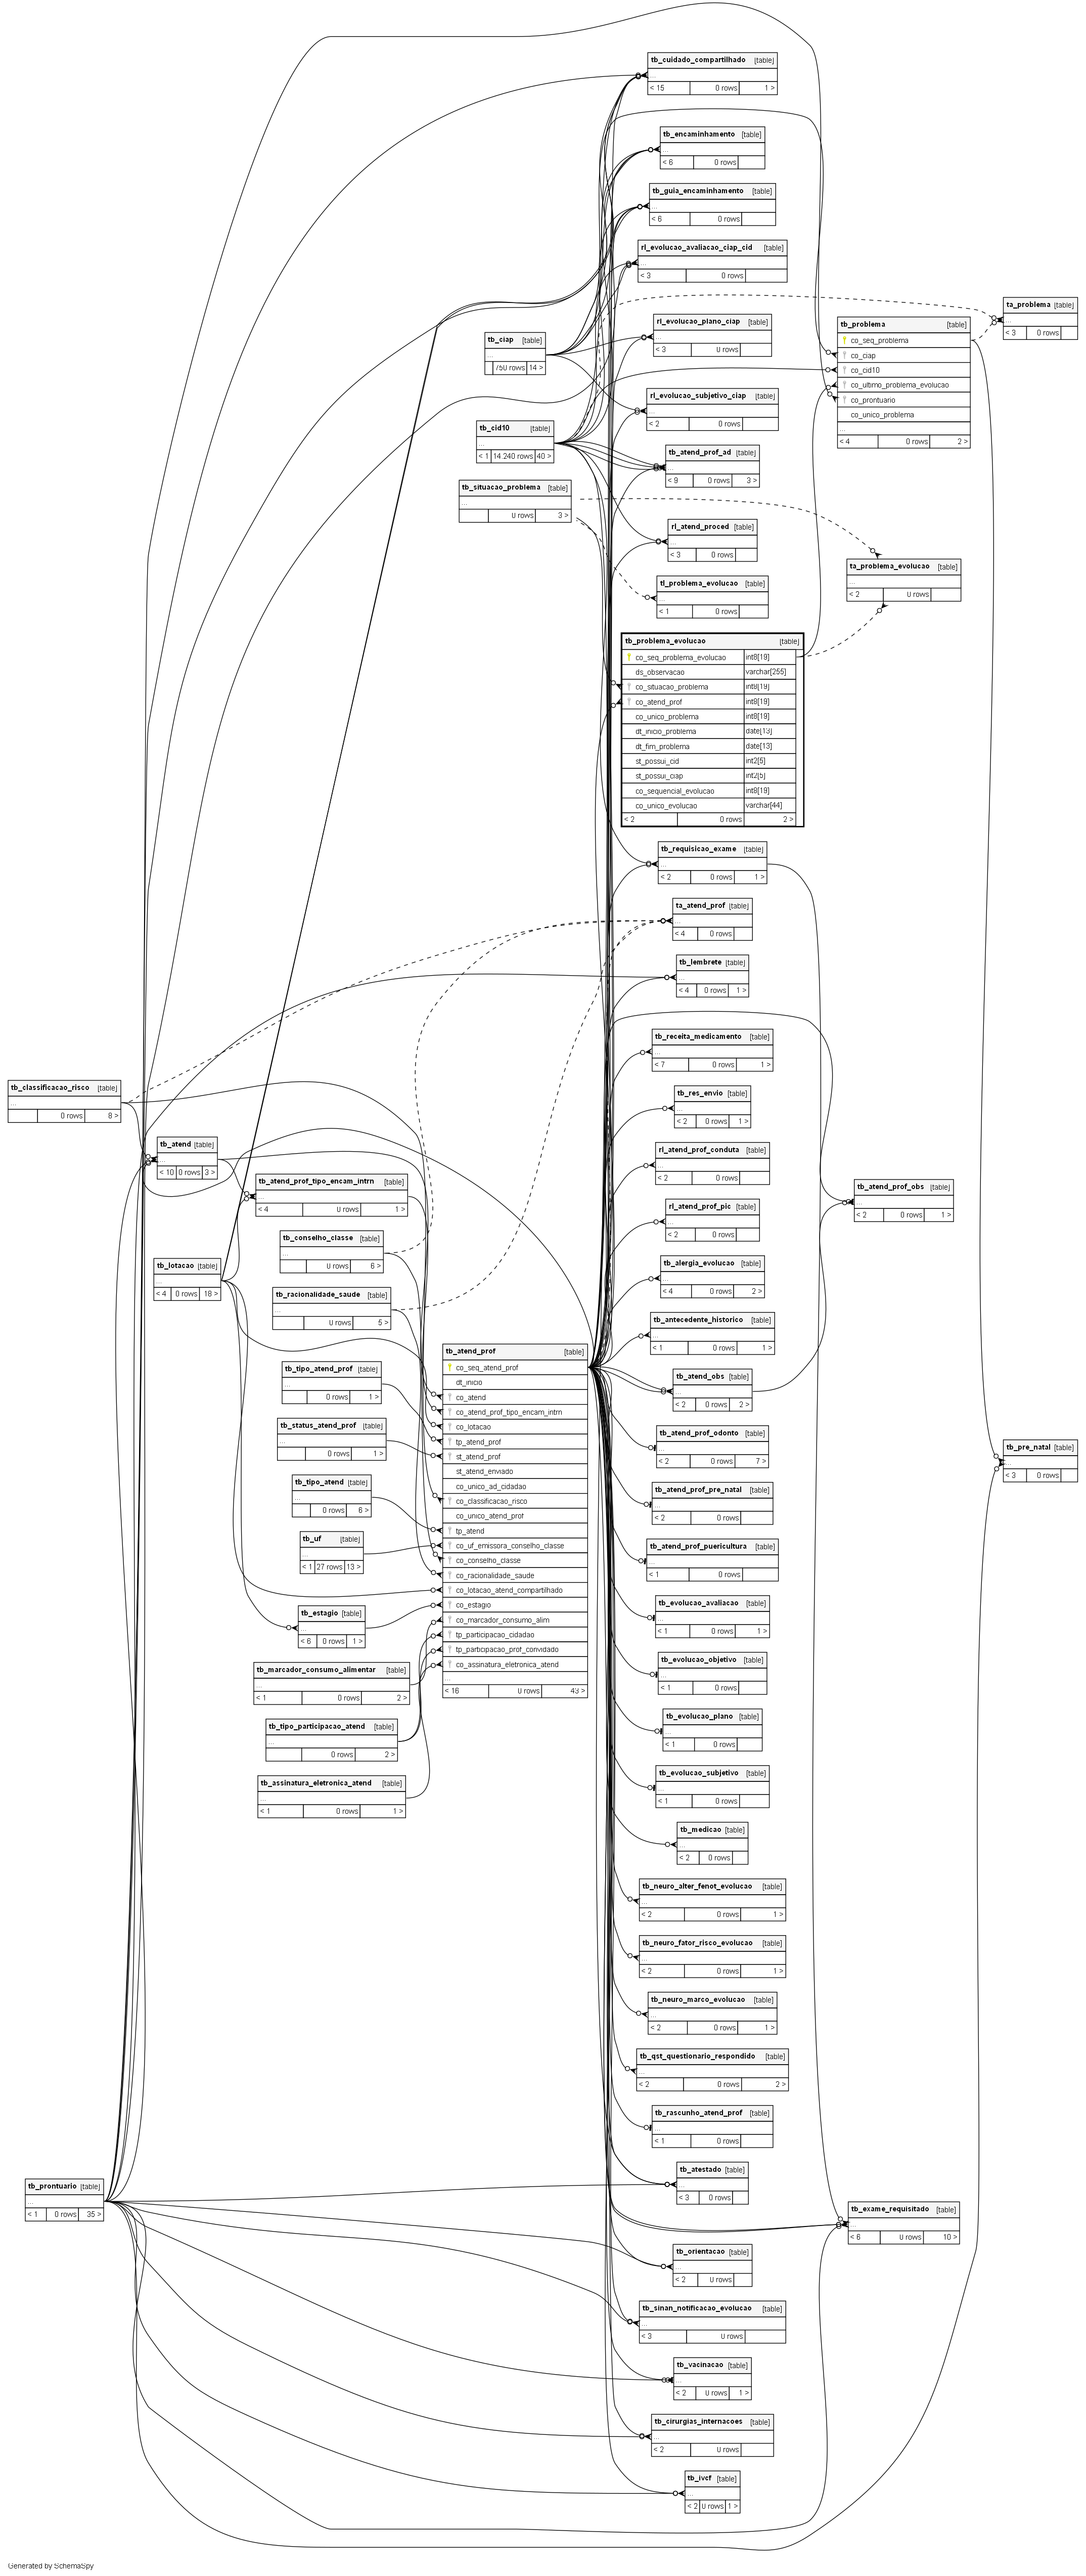 tb_cuidado_compartilhado [table]
...
< 15 0 rows 1 >
tb_encaminhamento [table]
...
< 6 0 rows
tb_guia_encaminhamento [table]
...
< 6 0 rows
rl_evolucao_avaliacao_ciap_cid [table]
...
< 3 0 rows
ta_problema [table]
...
< 3 0 rows
rl_evolucao_plano_ciap [table]
...
< 3 0 rows
tb_problema [table]
co_seq_problema
co_ciap
co_cid10
co_ultimo_problema_evolucao
co_prontuario
co_unico_problema
...
< 4 0 rows 2 >
tb_ciap [table]
...
750 rows 14 >
rl_evolucao_subjetivo_ciap [table]
...
< 2 0 rows
tb_cid10 [table]
...
< 1 14.240 rows 40 >
tb_atend_prof_ad [table]
...
< 9 0 rows 3 >
tb_situacao_problema [table]
...
0 rows 3 >
rl_atend_proced [table]
...
< 3 0 rows
ta_problema_evolucao [table]
...
< 2 0 rows
tl_problema_evolucao [table]
...
< 1 0 rows
tb_problema_evolucao [table]
co_seq_problema_evolucao int8[19]
ds_observacao varchar[255]
co_situacao_problema int8[19]
co_atend_prof int8[19]
co_unico_problema int8[19]
dt_inicio_problema date[13]
dt_fim_problema date[13]
st_possui_cid int2[5]
st_possui_ciap int2[5]
co_sequencial_evolucao int8[19]
co_unico_evolucao varchar[44]
< 2 0 rows 2 >
tb_requisicao_exame [table]
...
< 2 0 rows 1 >
ta_atend_prof [table]
...
< 4 0 rows
tb_lembrete [table]
...
< 4 0 rows 1 >
tb_receita_medicamento [table]
...
< 7 0 rows 1 >
tb_classificacao_risco [table]
...
0 rows 8 >
tb_res_envio [table]
...
< 2 0 rows 1 >
tb_atend [table]
...
< 10 0 rows 3 >
rl_atend_prof_conduta [table]
...
< 2 0 rows
tb_atend_prof_tipo_encam_intrn [table]
...
< 4 0 rows 1 >
tb_atend_prof_obs [table]
...
< 2 0 rows 1 >
rl_atend_prof_pic [table]
...
< 2 0 rows
tb_conselho_classe [table]
...
0 rows 6 >
tb_lotacao [table]
...
< 4 0 rows 18 >
tb_alergia_evolucao [table]
...
< 4 0 rows 2 >
tb_racionalidade_saude [table]
...
0 rows 5 >
tb_antecedente_historico [table]
...
< 1 0 rows 1 >
tb_atend_prof [table]
co_seq_atend_prof
dt_inicio
co_atend
co_atend_prof_tipo_encam_intrn
co_lotacao
tp_atend_prof
st_atend_prof
st_atend_enviado
co_unico_ad_cidadao
co_classificacao_risco
co_unico_atend_prof
tp_atend
co_uf_emissora_conselho_classe
co_conselho_classe
co_racionalidade_saude
co_lotacao_atend_compartilhado
co_estagio
co_marcador_consumo_alim
tp_participacao_cidadao
tp_participacao_prof_convidado
co_assinatura_eletronica_atend
...
< 16 0 rows 43 >
tb_tipo_atend_prof [table]
...
0 rows 1 >
tb_atend_obs [table]
...
< 2 0 rows 2 >
tb_status_atend_prof [table]
...
0 rows 1 >
tb_atend_prof_odonto [table]
...
< 2 0 rows 7 >
tb_pre_natal [table]
...
< 3 0 rows
tb_tipo_atend [table]
...
0 rows 6 >
tb_atend_prof_pre_natal [table]
...
< 2 0 rows
tb_uf [table]
...
< 1 27 rows 13 >
tb_atend_prof_puericultura [table]
...
< 1 0 rows
tb_estagio [table]
...
< 6 0 rows 1 >
tb_evolucao_avaliacao [table]
...
< 1 0 rows 1 >
tb_marcador_consumo_alimentar [table]
...
< 1 0 rows 2 >
tb_evolucao_objetivo [table]
...
< 1 0 rows
tb_tipo_participacao_atend [table]
...
0 rows 2 >
tb_evolucao_plano [table]
...
< 1 0 rows
tb_assinatura_eletronica_atend [table]
...
< 1 0 rows 1 >
tb_evolucao_subjetivo [table]
...
< 1 0 rows
tb_medicao [table]
...
< 2 0 rows
tb_neuro_alter_fenot_evolucao [table]
...
< 2 0 rows 1 >
tb_neuro_fator_risco_evolucao [table]
...
< 2 0 rows 1 >
tb_neuro_marco_evolucao [table]
...
< 2 0 rows 1 >
tb_qst_questionario_respondido [table]
...
< 2 0 rows 2 >
tb_rascunho_atend_prof [table]
...
< 1 0 rows
tb_atestado [table]
...
< 3 0 rows
tb_prontuario [table]
...
< 1 0 rows 35 >
tb_exame_requisitado [table]
...
< 6 0 rows 10 >
tb_orientacao [table]
...
< 2 0 rows
tb_sinan_notificacao_evolucao [table]
...
< 3 0 rows
tb_vacinacao [table]
...
< 2 0 rows 1 >
tb_cirurgias_internacoes [table]
...
< 2 0 rows
tb_ivcf [table]
...
< 2 0 rows 1 >
Generated by SchemaSpy